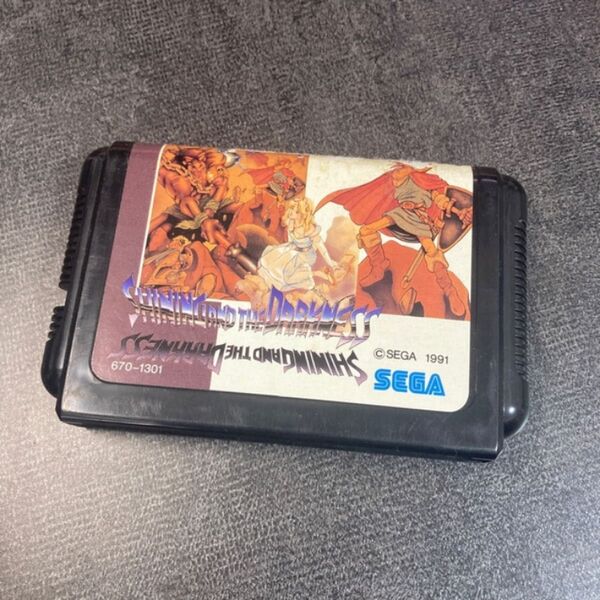 SHINING AND THE DARKNESS
SHINING AND THE DARKNESS
670-1301
© SEGA 1991
SEGA